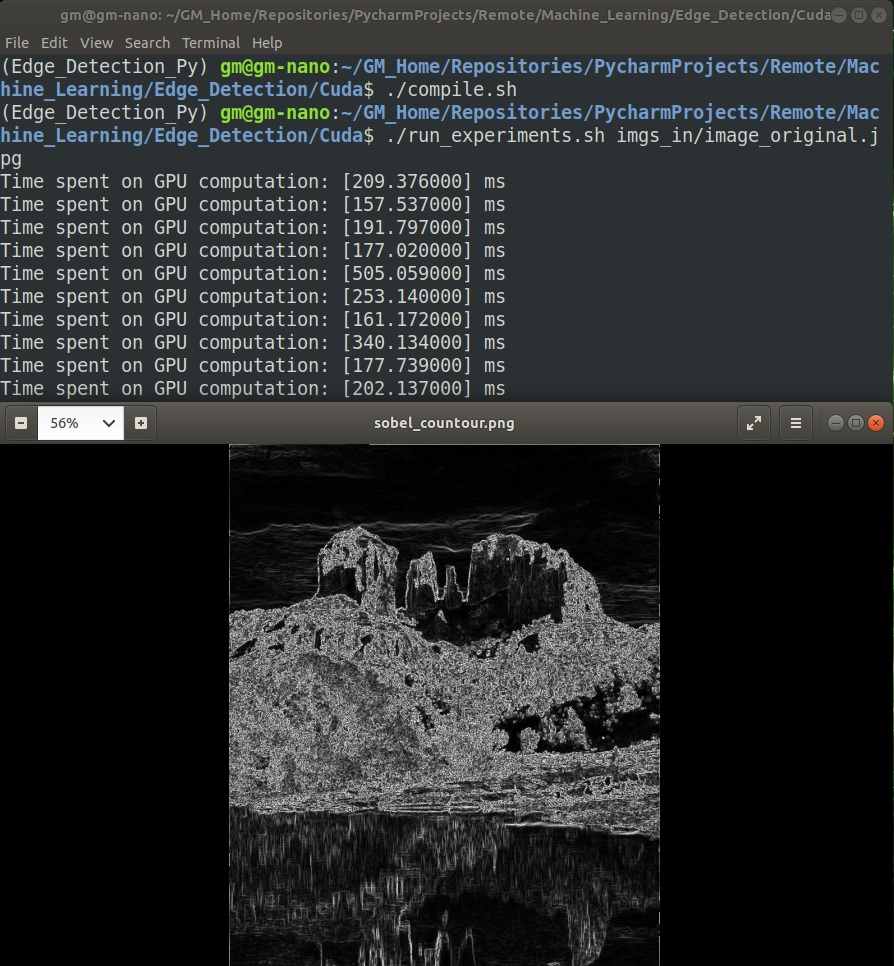 gm@gm-nano: ~/GM_Home/Repositories/PycharmProjects/Remote/Machine_Learning/Edge_Detection/Cuda
File Edit View Search Terminal Help
(Edge_Detection_Py) gm@gm-nano:~/GM_Home/Repositories/PycharmProjects/Remote/Mac
hine_Learning/Edge_Detection/Cuda$ ./compile.sh
(Edge_Detection_Py) gm@gm-nano:~/GM_Home/Repositories/PycharmProjects/Remote/Mac
hine_Learning/Edge_Detection/Cuda$ ./run_experiments.sh imgs_in/image_original.j
pg
Time spent on GPU computation: [209.376000] ms
Time spent on GPU computation: [157.537000] ms
Time spent on GPU computation: [191.797000] ms
Time spent on GPU computation: [177.020000] ms
Time spent on GPU computation: [505.059000] ms
Time spent on GPU computation: [253.140000] ms
Time spent on GPU computation: [161.172000] ms
Time spent on GPU computation: [340.134000] ms
Time spent on GPU computation: [177.739000] ms
Time spent on GPU computation: [202.137000] ms
56% sobel_countour.png